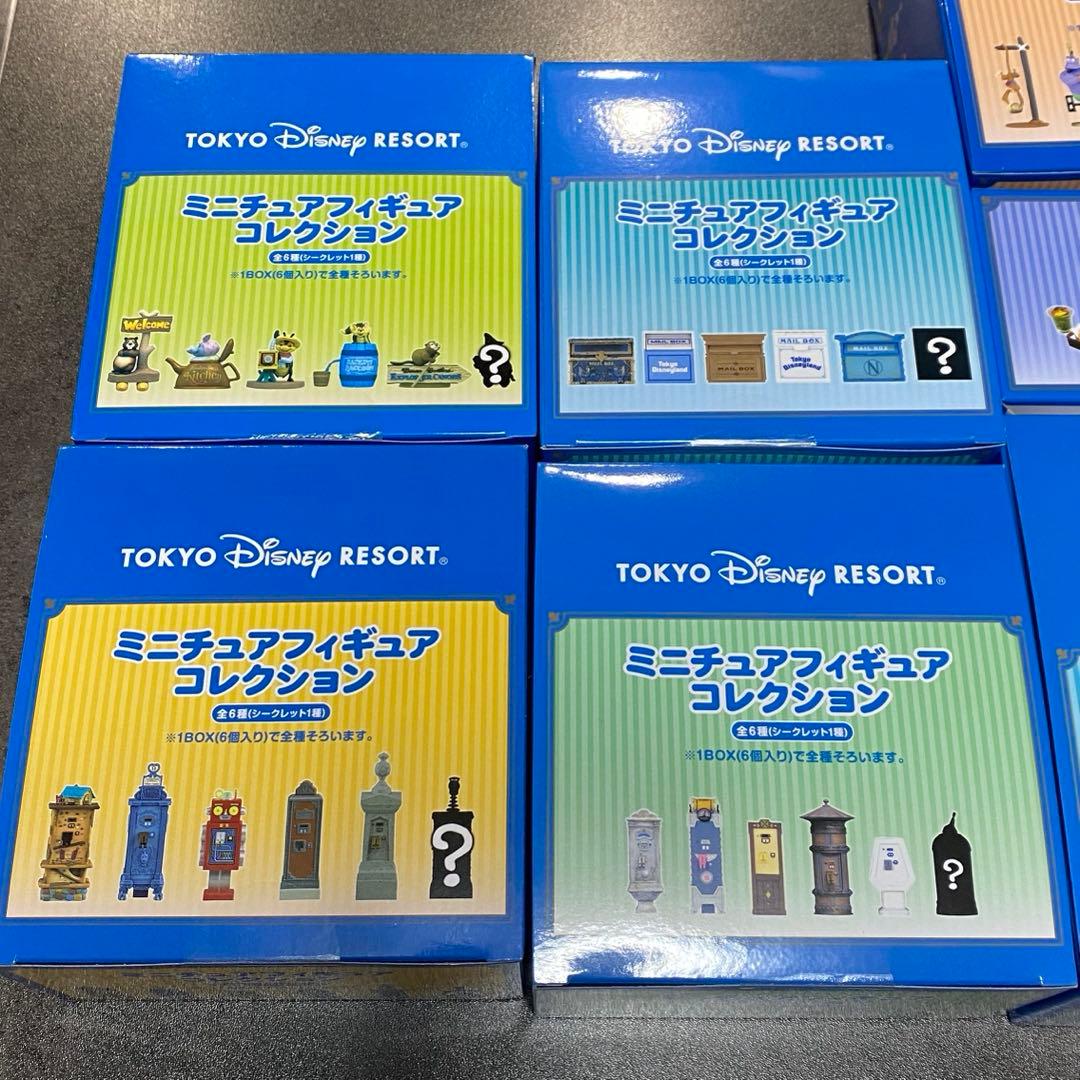 TOKYO Disney RESORT®
ミニチュアフィギュア
コレクション
全6種(シークレット1種)
※1BOX(6個入り)で全種そろいます。
Welcome
Kitchen
?
TOKYO Disney RESORT®
ミニチュアフィギュア
コレクション
全6種(シークレット1種)
※1BOX(6個入り)で全種そろいます。
MAIL BOX
Tokyo
Disneyland
MAIL BOX
MAIL BOX
Tokyo
Disneyland
MAIL BOX
N
?
TOKYO Disney RESORT®
ミニチュアフィギュア
コレクション
全6種(シークレット1種)
※1BOX(6個入り)で全種そろいます。
?
TOKYO Disney RESORT®
ミニチュアフィギュア
コレクション
全6種(シークレット1種)
※1BOX(6個入り)で全種そろいます。
?